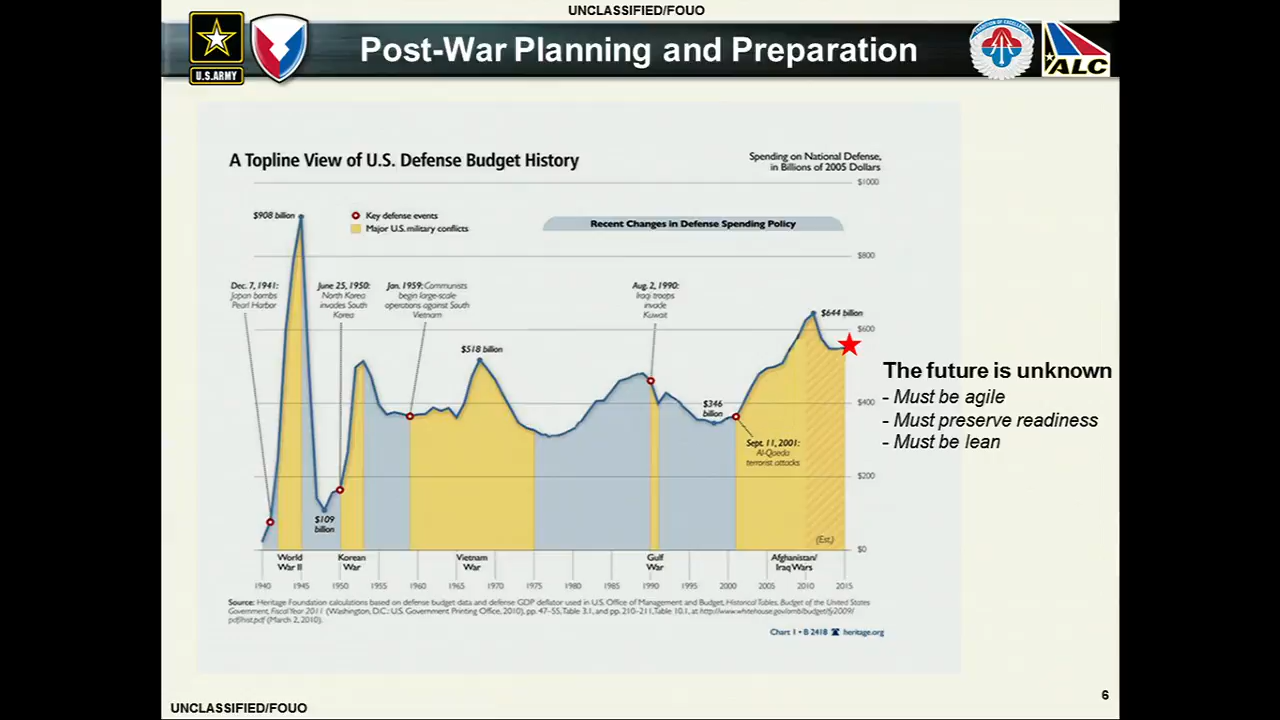 UNCLASSIFIED/FOUO
U.S.ARMY
Post-War Planning and Preparation
TRADITION OF EXCELLENCE
ALC
A Topline View of U.S. Defense Budget History
Spending on National Defense,
in Billions of 2005 Dollars
$1000
$908 billion
Key defense events
Major U.S. military conflicts
Recent Changes in Defense Spending Policy
$800
Dec. 7, 1941:
Japan bombs
Pearl Harbor
June 25, 1950:
North Korea
invades South
Korea
Jan. 1959: Communists
begin large-scale
operations against South
Vietnam
Aug. 2, 1990:
Iraqi troops
invade
Kuwait
$644 billion
$600
$518 billion
The future is unknown
- Must be agile
- Must preserve readiness
- Must be lean
$346
billion
$400
Sept. 11, 2001:
Al-Qaeda
terrorist attacks
$200
$109
billion
(Est.)
$0
World
War II
Korean
War
Vietnam
War
Gulf
War
Afghanistan/
Iraq Wars
1940 1945 1950 1955 1960 1965 1970 1975 1980 1985 1990 1995 2000 2005 2010 2015
Source: Heritage Foundation calculations based on defense budget data and defense GDP deflator used in U.S. Office of Management and Budget, Historical Tables, Budget of the United States
Government, Fiscal Year 2011 (Washington, D.C.: U.S. Government Printing Office, 2010), pp. 47–55, Table 3.1, and pp. 210–211, Table 10.1, at http://www.whitehouse.gov/omb/budget/fy2009/
pdf/hist.pdf (March 2, 2010).
Chart 1 • B 2418 heritage.org
6
UNCLASSIFIED/FOUO